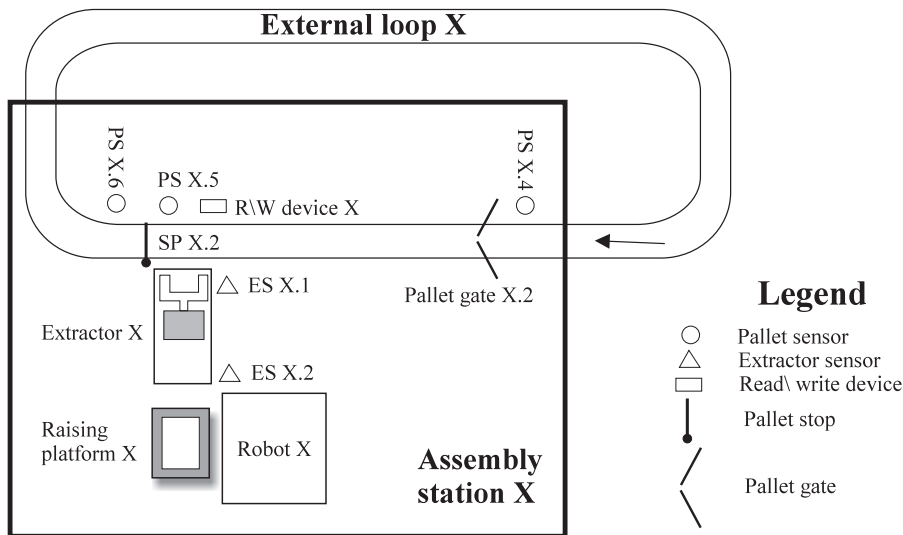 External loop X
PS X.6
PS X.5
R\W device X
PS X.4
SP X.2
ES X.1
Pallet gate X.2
Extractor X
ES X.2
Raising
platform X
Robot X
Assembly
station X
Legend
Pallet sensor
Extractor sensor
Read\ write device
Pallet stop
Pallet gate